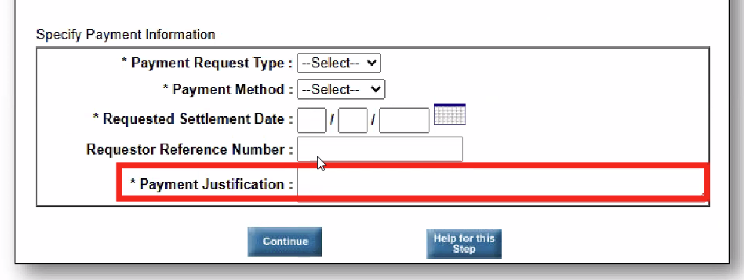 Specify Payment Information
* Payment Request Type : --Select--
* Payment Method : --Select--
* Requested Settlement Date : / /
Requestor Reference Number :
* Payment Justification :
Continue
Help for this
Step